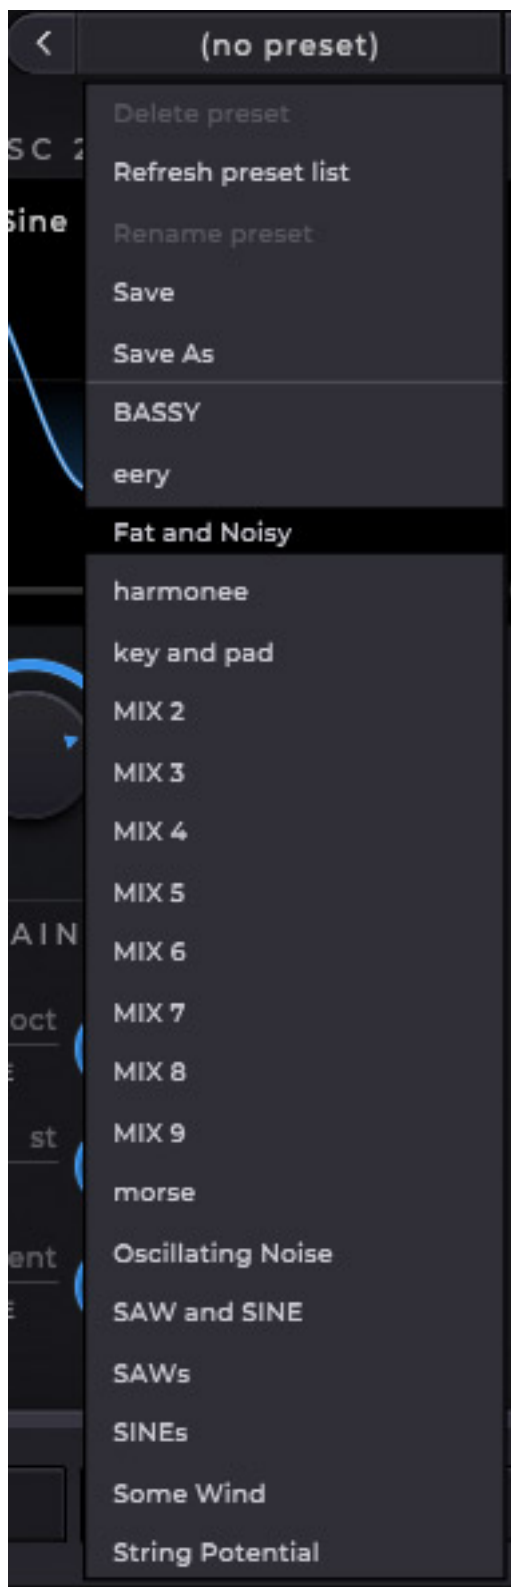 (no preset)
Delete preset
SC 2
Refresh preset list
Sine
Rename preset
Save
Save As
BASSY
eery
Fat and Noisy
harmonee
key and pad
MIX 2
MIX 3
MIX 4
MIX 5
AIN
MIX 6
oct
MIX 7
E
MIX 8
st
MIX 9
morse
ent
Oscillating Noise
E
SAW and SINE
SAWs
SINEs
Some Wind
String Potential